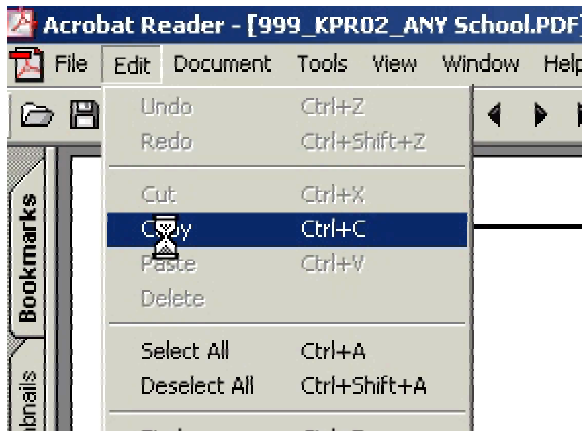 Acrobat Reader - [999_KPR02_ANY School.PDF]
File Edit Document Tools View Window Help
Undo Ctrl+Z
Redo Ctrl+Shift+Z
Cut Ctrl+X
Copy Ctrl+C
Paste Ctrl+V
Delete
Select All Ctrl+A
Deselect All Ctrl+Shift+A
Bookmarks